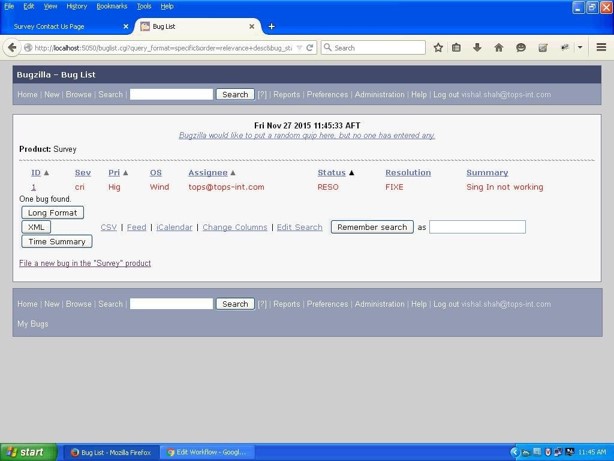 File Edit View History Bookmarks Tools Help
Survey Contact Us Page × Bug List × +
http://localhost:5050/buglist.cgi?query_format=specific&order=relevance+desc&bug_st Search
Bugzilla – Bug List
Home | New | Browse | Search | Search [?] | Reports | Preferences | Administration | Help | Log out vishal.shah@tops-int.com
Fri Nov 27 2015 11:45:33 AFT
Bugzilla would like to put a random quip here, but no one has entered any.
Product: Survey
ID ▲ Sev Pri ▲ OS Assignee ▲ Status ▲ Resolution Summary
1 cri Hig Wind tops@tops-int.com RESO FIXE Sing In not working
One bug found.
Long Format
XML CSV | Feed | iCalendar | Change Columns | Edit Search Remember search as
Time Summary
File a new bug in the "Survey" product
Home | New | Browse | Search | Search [?] | Reports | Preferences | Administration | Help | Log out vishal.shah@tops-int.com
My Bugs
start Bug List - Mozilla Firefox Edit Workflow - Googl... 11:45 AM